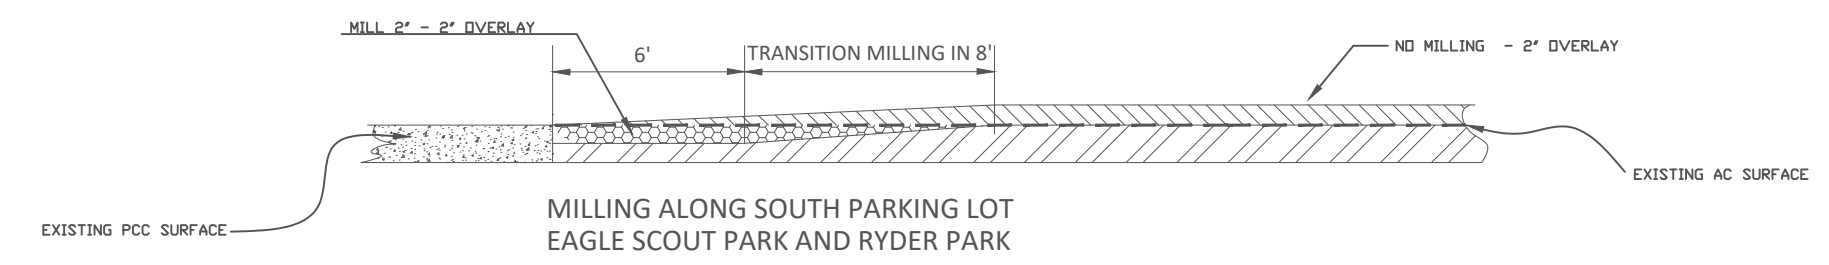 MILL 2" - 2" OVERLAY
6'
TRANSITION MILLING IN 8'
NO MILLING - 2" OVERLAY
EXISTING AC SURFACE
EXISTING PCC SURFACE
MILLING ALONG SOUTH PARKING LOT
EAGLE SCOUT PARK AND RYDER PARK